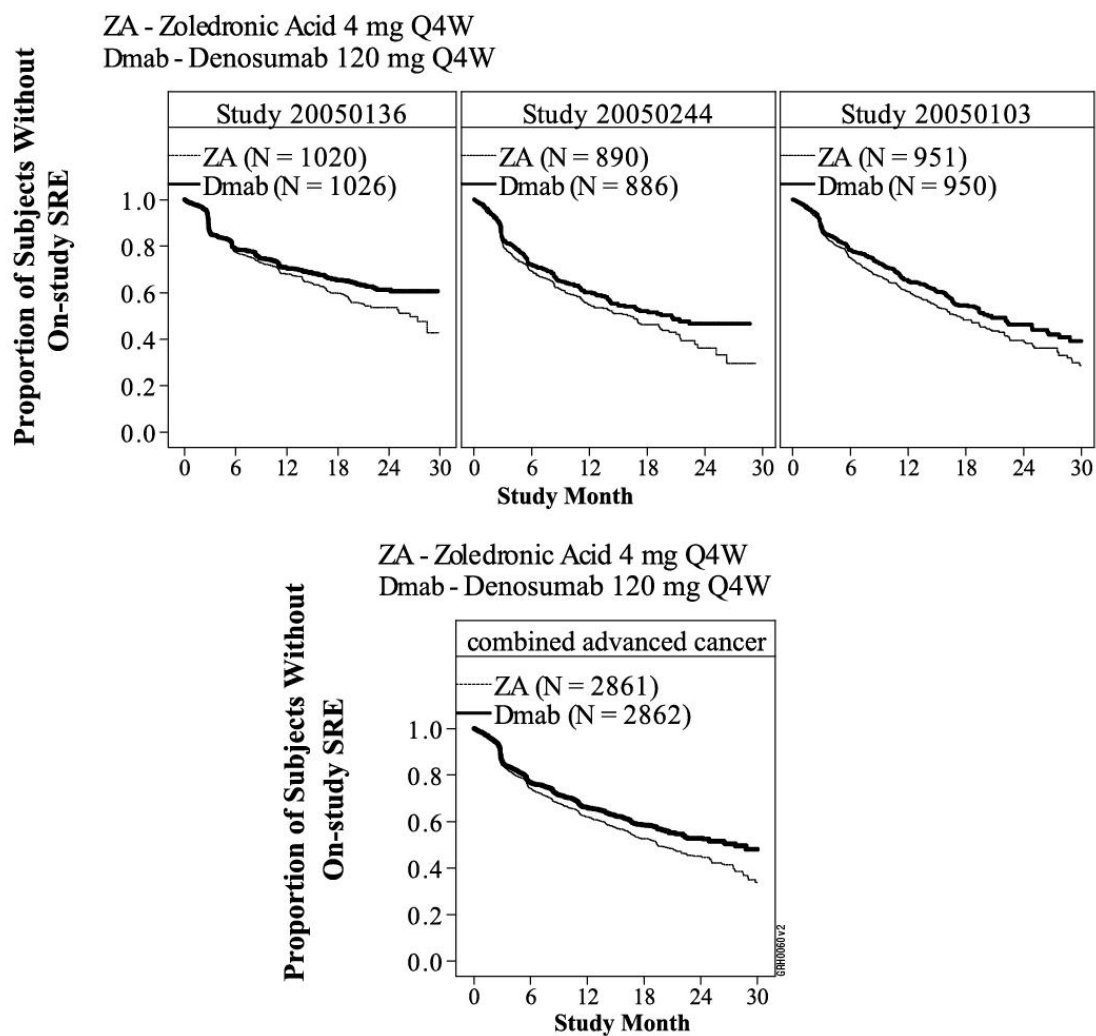 ZA - Zoledronic Acid 4 mg Q4W
Dmab - Denosumab 120 mg Q4W
Proportion of Subjects Without
On-study SRE
Study 20050136
ZA (N = 1020)
Dmab (N = 1026)
Study 20050244
ZA (N = 890)
Dmab (N = 886)
Study 20050103
ZA (N = 951)
Dmab (N = 950)
1.0
0.8
0.6
0.4
0.2
0.0
0 6 12 18 24 30
0 6 12 18 24 30
0 6 12 18 24 30
Study Month
ZA - Zoledronic Acid 4 mg Q4W
Dmab - Denosumab 120 mg Q4W
Proportion of Subjects Without
On-study SRE
combined advanced cancer
ZA (N = 2861)
Dmab (N = 2862)
1.0
0.8
0.6
0.4
0.2
0.0
0 6 12 18 24 30
Study Month
GRH0060v2